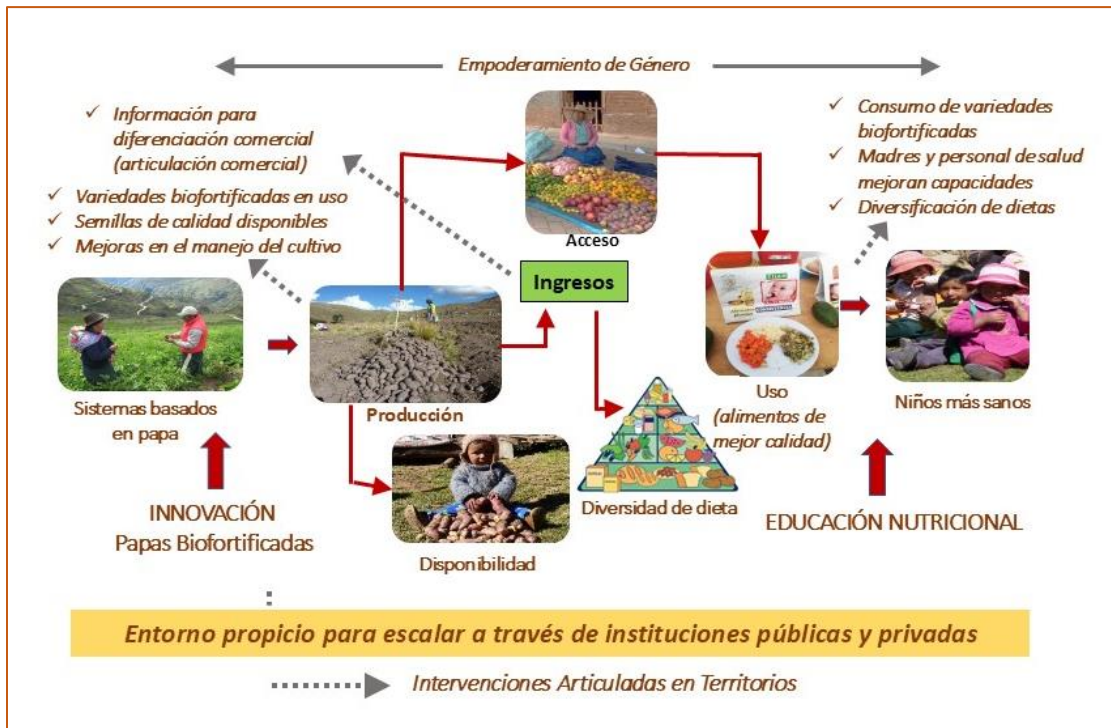 Empoderamiento de Género
✓ Información para
diferenciación comercial
(articulación comercial)
✓ Variedades biofortificadas en uso
✓ Semillas de calidad disponibles
✓ Mejoras en el manejo del cultivo
✓ Consumo de variedades
biofortificadas
✓ Madres y personal de salud
mejoran capacidades
✓ Diversificación de dietas
Acceso
Ingresos
Sistemas basados
en papa
Producción
Uso
(alimentos de
mejor calidad)
Niños más sanos
Diversidad de dieta
INNOVACIÓN
Papas Biofortificadas
EDUCACIÓN NUTRICIONAL
Disponibilidad
Entorno propicio para escalar a través de instituciones públicas y privadas
Intervenciones Articuladas en Territorios